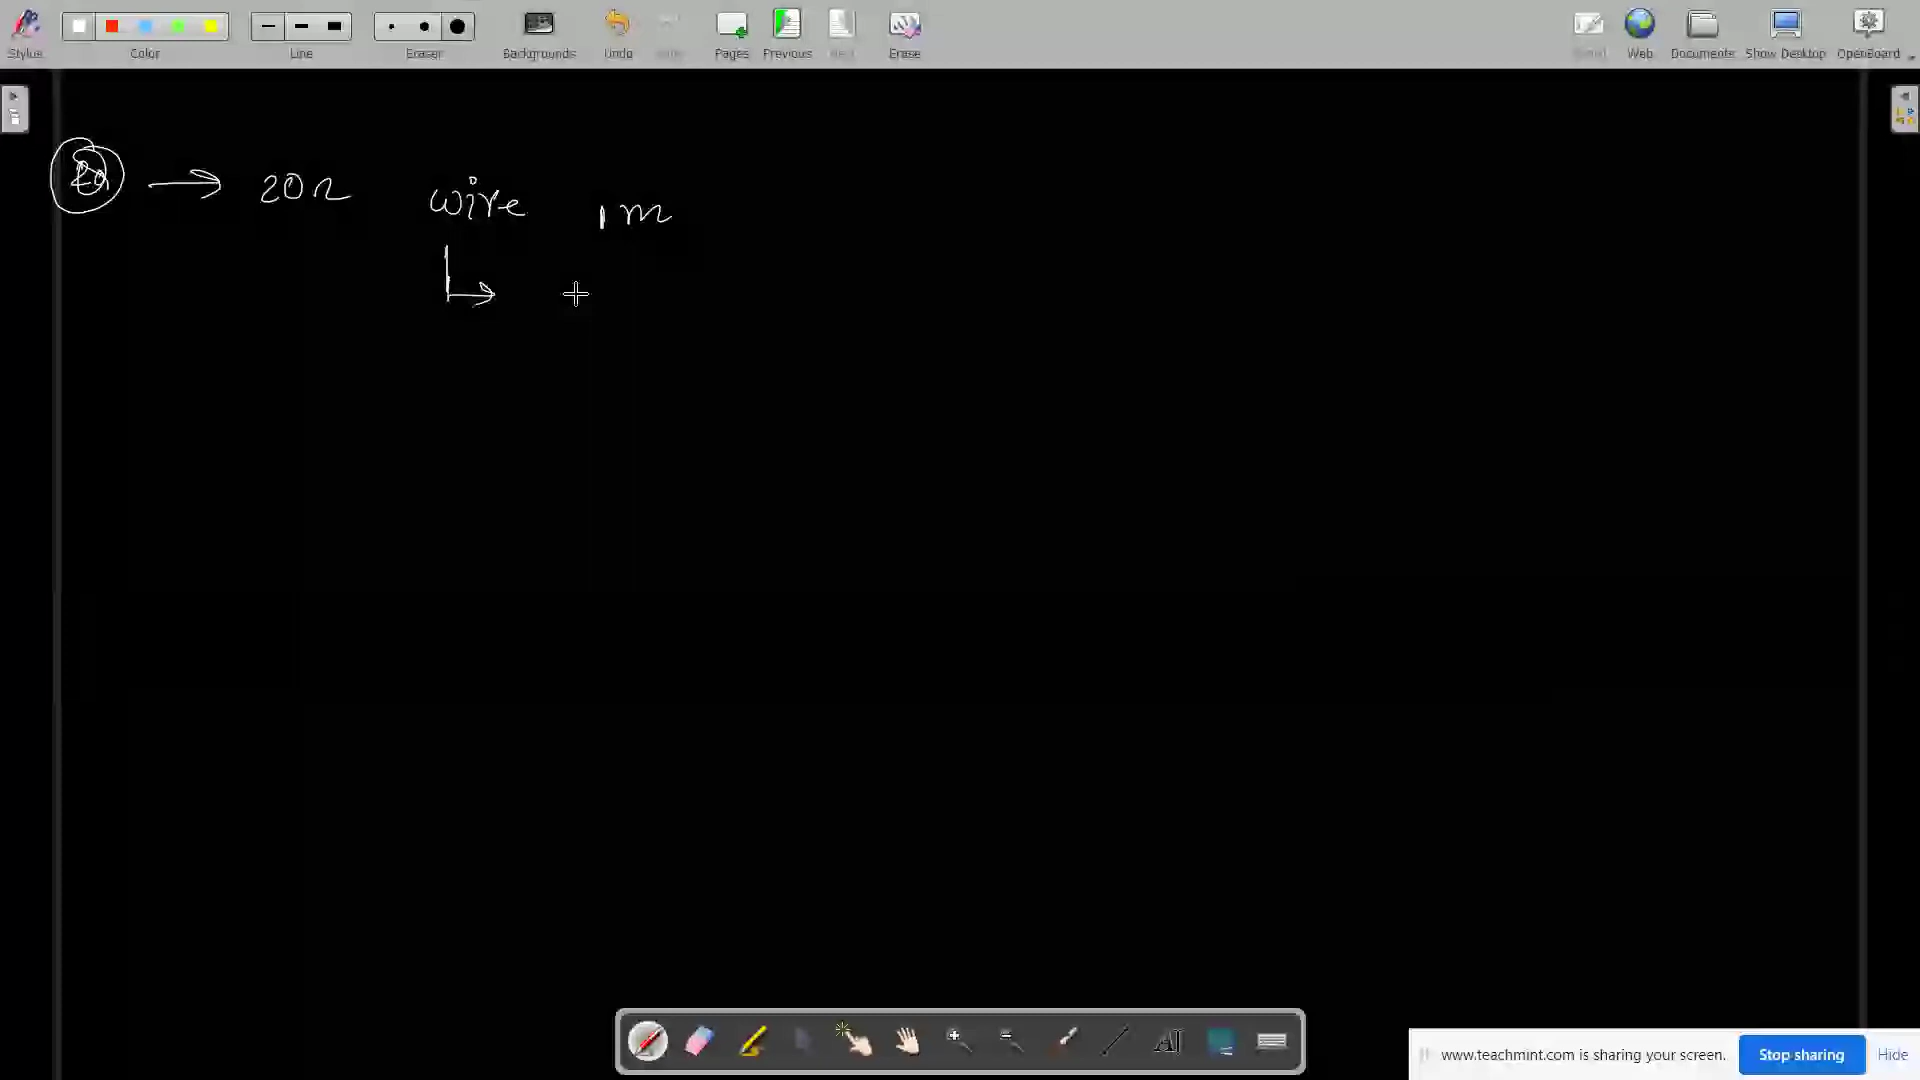 Stylus Color Line Eraser Backgrounds Undo Pages Previous Erase Web Documents Show Desktop OpenBoard
→ 20Ω wire 1m
AI
www.teachmint.com is sharing your screen. Stop sharing Hide